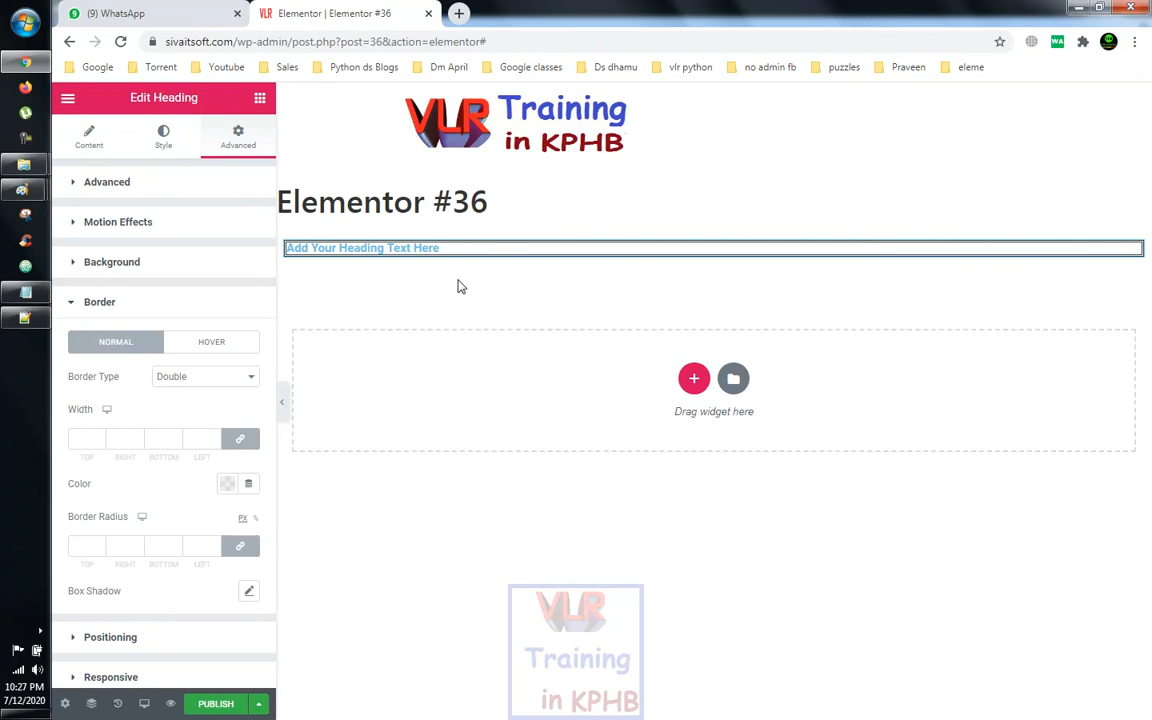 (9) WhatsApp
Elementor | Elementor #36
sivaitsoft.com/wp-admin/post.php?post=36&action=elementor#
Google
Torrent
Youtube
Sales
Python ds Blogs
Dm April
Google classes
Ds dhamu
vlr python
no admin fb
puzzles
Praveen
eleme
Edit Heading
Content
Style
Advanced
Advanced
Motion Effects
Background
Border
NORMAL
HOVER
Border Type
Double
Width
TOP
RIGHT
BOTTOM
LEFT
Color
Border Radius
PX
%
TOP
RIGHT
BOTTOM
LEFT
Box Shadow
Positioning
Responsive
PUBLISH
VLR Training
in KPHB
Elementor #36
Add Your Heading Text Here
Drag widget here
VLR
Training
in KPHB
10:27 PM
7/12/2020